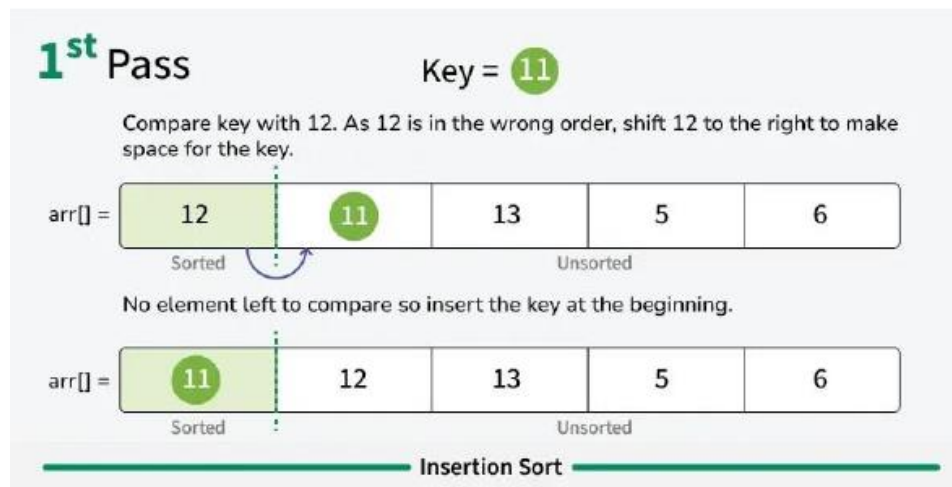 1st Pass
Key = 11
Compare key with 12. As 12 is in the wrong order, shift 12 to the right to make
space for the key.
arr[] = 12 11 13 5 6
Sorted Unsorted
No element left to compare so insert the key at the beginning.
arr[] = 11 12 13 5 6
Sorted Unsorted
Insertion Sort